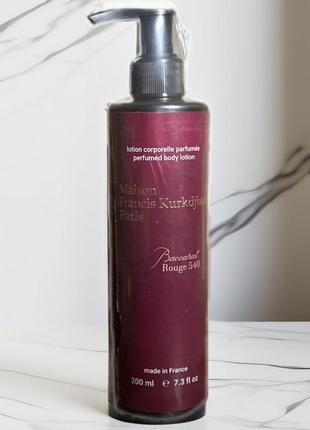 lotion corporelle parfumée
perfumed body lotion
Maison
Francis Kurkdjian
Paris
Baccarat
Rouge 540
made in France
200 ml ℮ 7.3 fl oz